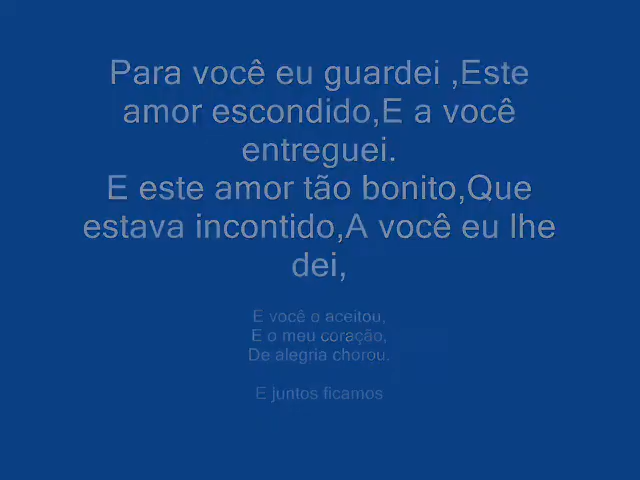 Para você eu guardei ,Este
amor escondido,E a você
entreguei.
E este amor tão bonito,Que
estava incontido,A você eu lhe
dei,
E você o aceitou,
E o meu coração,
De alegria chorou.
E juntos ficamos